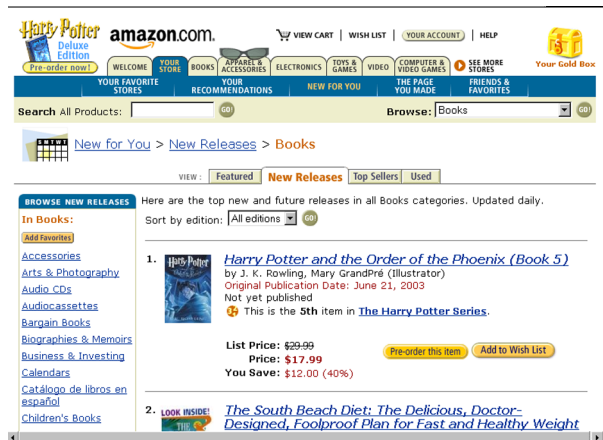 Harry Potter
Deluxe
Edition
Pre-order now!
amazon.com.
VIEW CART | WISH LIST | YOUR ACCOUNT | HELP
Your Gold Box
WELCOME
YOUR STORE
BOOKS
APPAREL & ACCESSORIES
ELECTRONICS
TOYS & GAMES
VIDEO
COMPUTER & VIDEO GAMES
SEE MORE STORES
YOUR FAVORITE STORES
YOUR RECOMMENDATIONS
NEW FOR YOU
THE PAGE YOU MADE
FRIENDS & FAVORITES
Search All Products: GO!
Browse: Books GO!
S M T W T
New for You > New Releases > Books
VIEW : Featured New Releases Top Sellers Used
BROWSE NEW RELEASES
In Books:
Add Favorites
Accessories
Arts & Photography
Audio CDs
Audiocassettes
Bargain Books
Biographies & Memoirs
Business & Investing
Calendars
Catálogo de libros en
español
Children's Books
Here are the top new and future releases in all Books categories. Updated daily.
Sort by edition: All editions GO!
1.
Harry Potter
Harry Potter and the Order of the Phoenix (Book 5)
by J. K. Rowling, Mary GrandPré (Illustrator)
Original Publication Date: June 21, 2003
Not yet published
This is the 5th item in The Harry Potter Series.
List Price: $29.99
Price: $17.99
You Save: $12.00 (40%)
Pre-order this item
Add to Wish List
2.
LOOK INSIDE!
THE
The South Beach Diet: The Delicious, Doctor-
Designed, Foolproof Plan for Fast and Healthy Weight